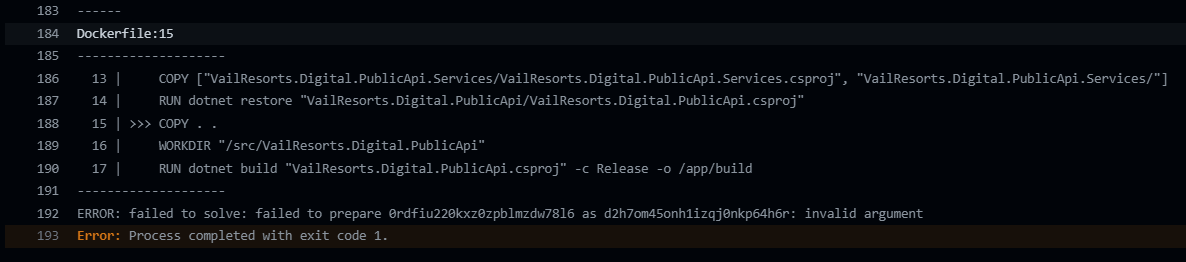 183 ------
184 Dockerfile:15
185 --------------------
186 13 | COPY ["VailResorts.Digital.PublicApi.Services/VailResorts.Digital.PublicApi.Services.csproj", "VailResorts.Digital.PublicApi.Services/"]
187 14 | RUN dotnet restore "VailResorts.Digital.PublicApi/VailResorts.Digital.PublicApi.csproj"
188 15 | >>> COPY . .
189 16 | WORKDIR "/src/VailResorts.Digital.PublicApi"
190 17 | RUN dotnet build "VailResorts.Digital.PublicApi.csproj" -c Release -o /app/build
191 --------------------
192 ERROR: failed to solve: failed to prepare 0rdfiu220kxz0zpblmzdw78l6 as d2h7om45onh1izqj0nkp64h6r: invalid argument
193 Error: Process completed with exit code 1.